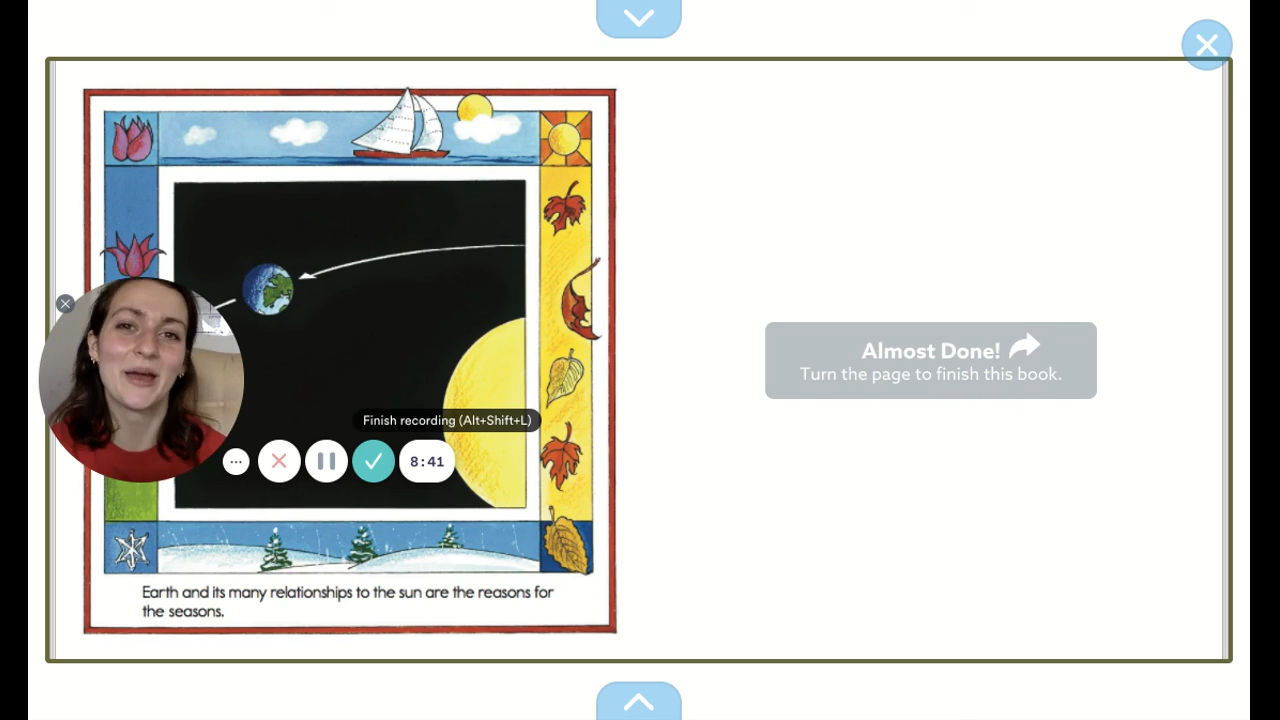 Almost Done!
Turn the page to finish this book.
Finish recording (Alt+Shift+L)
8:41
Earth and its many relationships to the sun are the reasons for
the seasons.